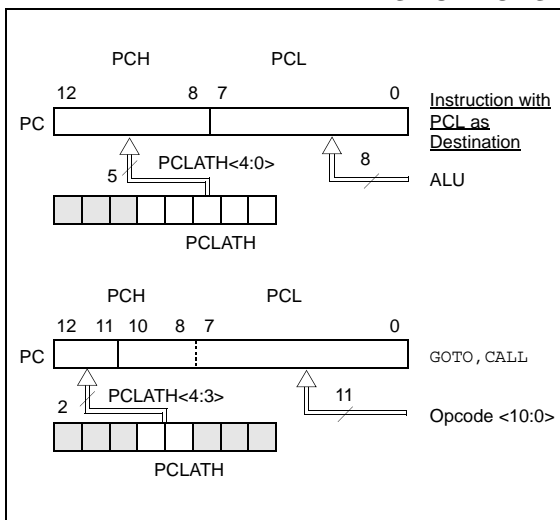 PCH PCL
12 8 7 0
Instruction with
PCL as
Destination
PC
PCLATH<4:0>
5
8
ALU
PCLATH
PCH PCL
12 11 10 8 7 0
PC
GOTO, CALL
PCLATH<4:3>
2
11
Opcode <10:0>
PCLATH